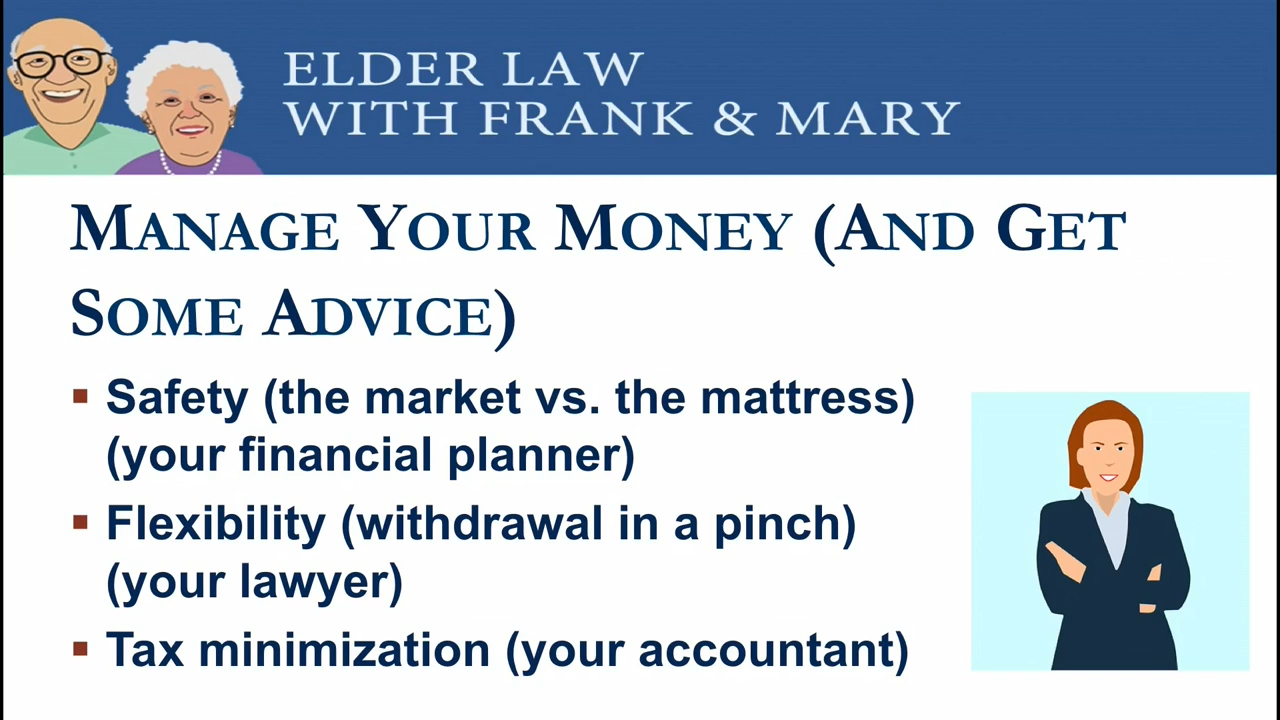 ELDER LAW
WITH FRANK & MARY
MANAGE YOUR MONEY (AND GET
SOME ADVICE)
▪ Safety (the market vs. the mattress)
(your financial planner)
▪ Flexibility (withdrawal in a pinch)
(your lawyer)
▪ Tax minimization (your accountant)